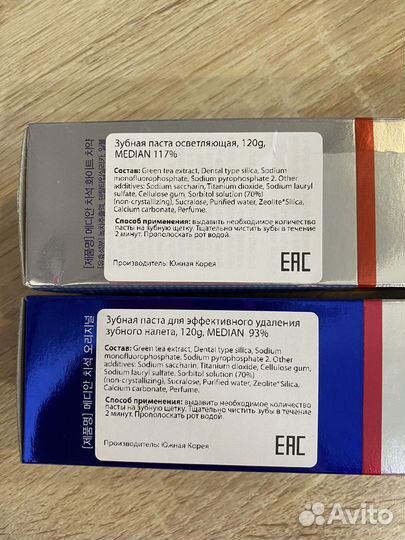 Зубная паста осветляющая, 120g,
MEDIAN 117%
Состав: Green tea extract, Dental type silica, Sodium
monofluorophosphate, Sodium pyrophosphate 2. Other
additives: Sodium saccharin, Titanium dioxide, Sodium lauryl
sulfate, Cellulose gum, Sorbitol solution (70%)
(non-crystallizing), Sucralose, Purified water, Zeolite*Silica,
Calcium carbonate, Perfume.
Способ применения: выдавить необходимое количество
пасты на зубную щетку. Тщательно чистить зубы в течение
2 минут. Прополоскать рот водой.
Производитель: Южная Корея
EAC
[제품명] 메디안 치석 화이트 치약
Зубная паста для эффективного удаления
зубного налета, 120g, MEDIAN 93%
Состав: Green tea extract, Dental type silica, Sodium
monofluorophosphate, Sodium pyrophosphate 2. Other
additives: Sodium saccharin, Titanium dioxide, Cellulose gum,
Sodium lauryl sulfate, Sorbitol solution (70%)
(non-crystallizing), Sucralose, Purified water, Zeolite*Silica,
Calcium carbonate, Perfume.
Способ применения: выдавить необходимое количество
пасты на зубную щетку. Тщательно чистить зубы в течение
2 минут. Прополоскать рот водой.
Производитель: Южная Корея
EAC
[제품명] 메디안 치석 오리지널
Avito